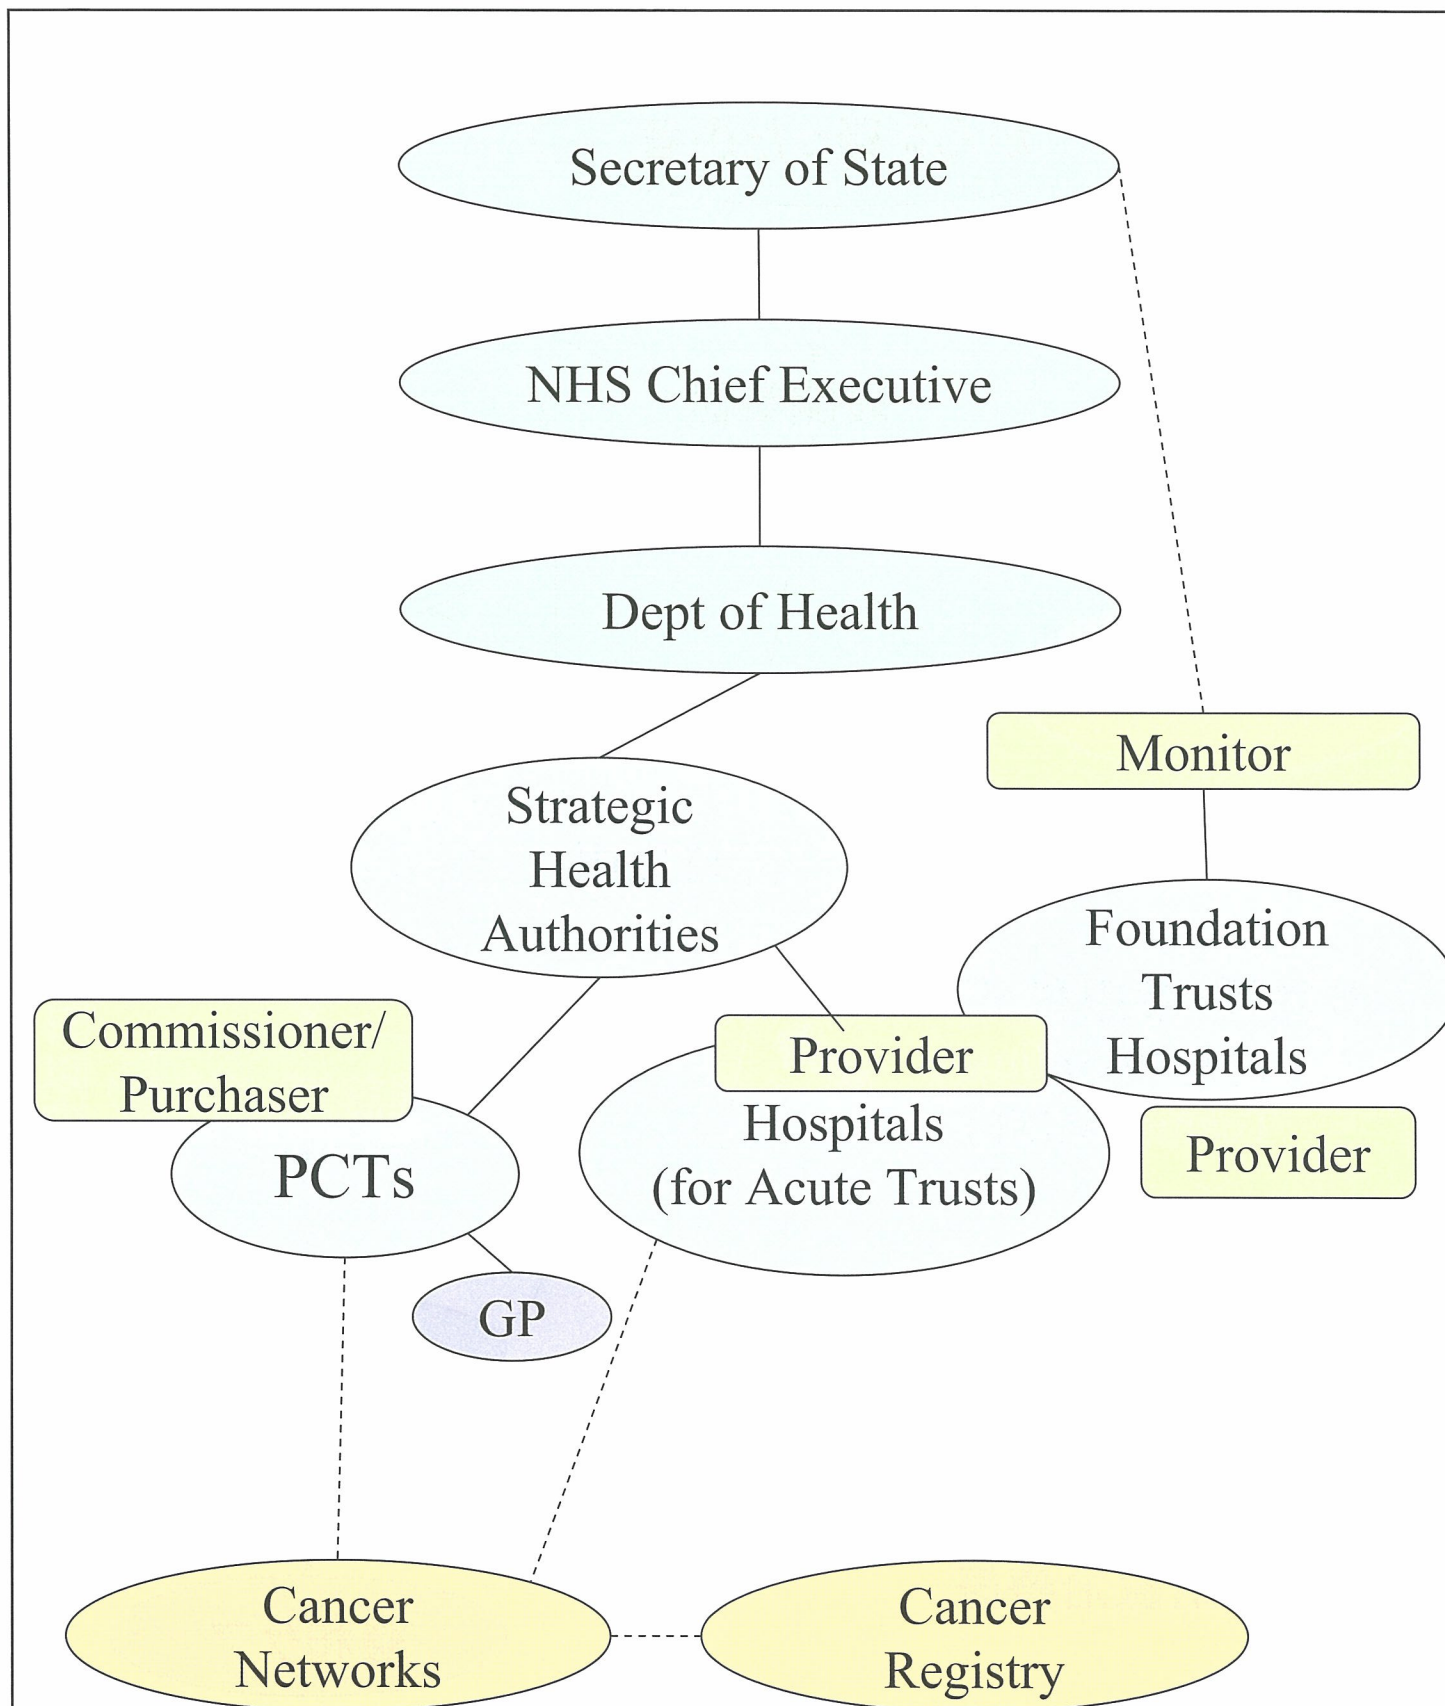 Secretary of State
NHS Chief Executive
Dept of Health
Monitor
Strategic
Health
Authorities
Foundation
Trusts
Hospitals
Commissioner/
Purchaser
PCTs
Provider
Hospitals
(for Acute Trusts)
Provider
GP
Cancer
Networks
Cancer
Registry